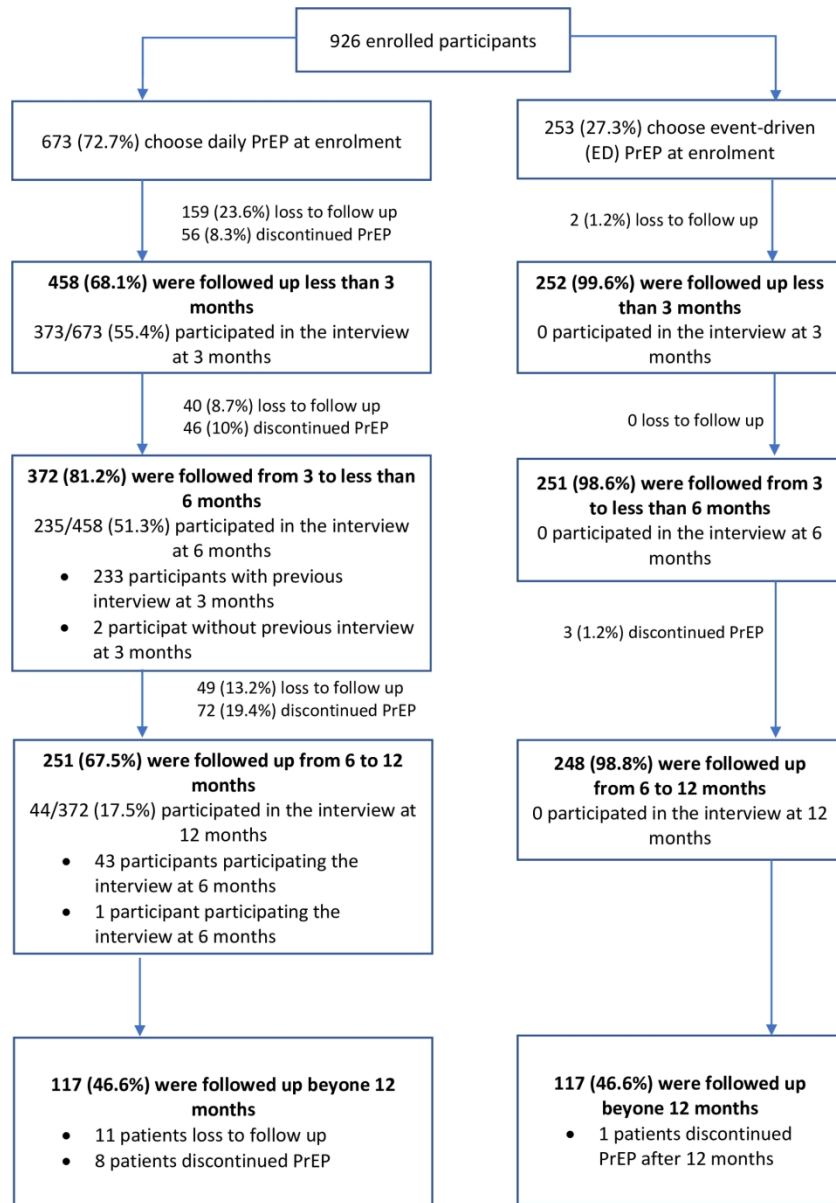 926 enrolled participants
673 (72.7%) choose daily PrEP at enrolment
253 (27.3%) choose event-driven
(ED) PrEP at enrolment
159 (23.6%) loss to follow up
56 (8.3%) discontinued PrEP
2 (1.2%) loss to follow up
458 (68.1%) were followed up less than 3
months
373/673 (55.4%) participated in the interview
at 3 months
252 (99.6%) were followed up less
than 3 months
0 participated in the interview at 3
months
40 (8.7%) loss to follow up
46 (10%) discontinued PrEP
0 loss to follow up
372 (81.2%) were followed from 3 to less than
6 months
235/458 (51.3%) participated in the interview
at 6 months
• 233 participants with previous
interview at 3 months
• 2 participat without previous interview
at 3 months
251 (98.6%) were followed from 3
to less than 6 months
0 participated in the interview at 6
months
3 (1.2%) discontinued PrEP
49 (13.2%) loss to follow up
72 (19.4%) discontinued PrEP
251 (67.5%) were followed up from 6 to 12
months
44/372 (17.5%) participated in the interview at
12 months
• 43 participants participating the
interview at 6 months
• 1 participant participating the
interview at 6 months
248 (98.8%) were followed up
from 6 to 12 months
0 participated in the interview at 12
months
117 (46.6%) were followed up beyone 12
months
• 11 patients loss to follow up
• 8 patients discontinued PrEP
117 (46.6%) were followed up
beyone 12 months
• 1 patients discontinued
PrEP after 12 months